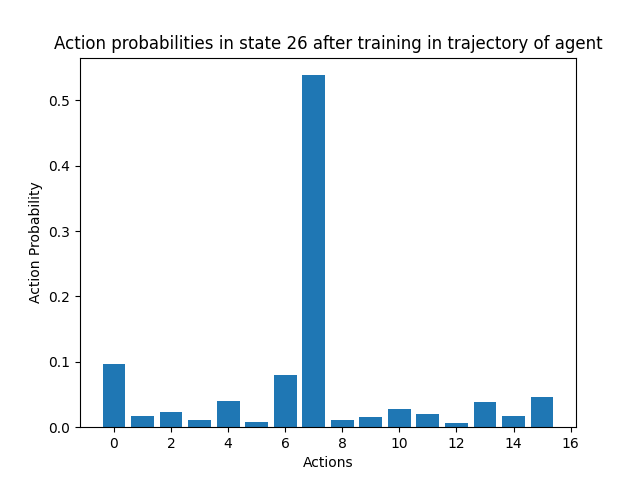 Action probabilities in state 26 after training in trajectory of agent
0.5
0.4
0.3
0.2
0.1
0.0
Action Probability
0 2 4 6 8 10 12 14 16
Actions